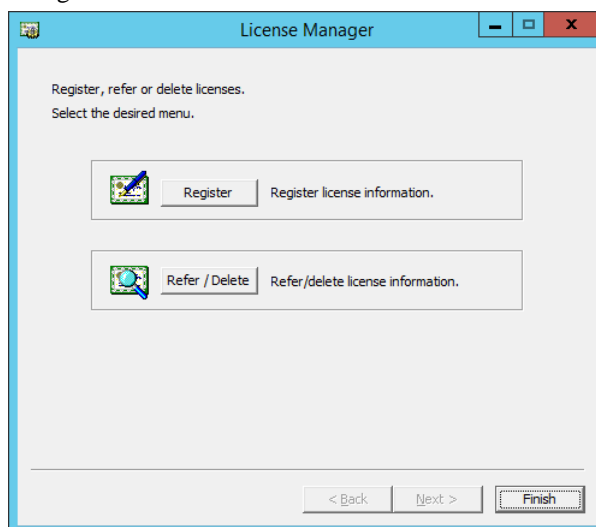 License Manager
x
Register, refer or delete licenses.
Select the desired menu.
Register
Register license information.
Refer / Delete
Refer/delete license information.
< Back
Next >
Finish